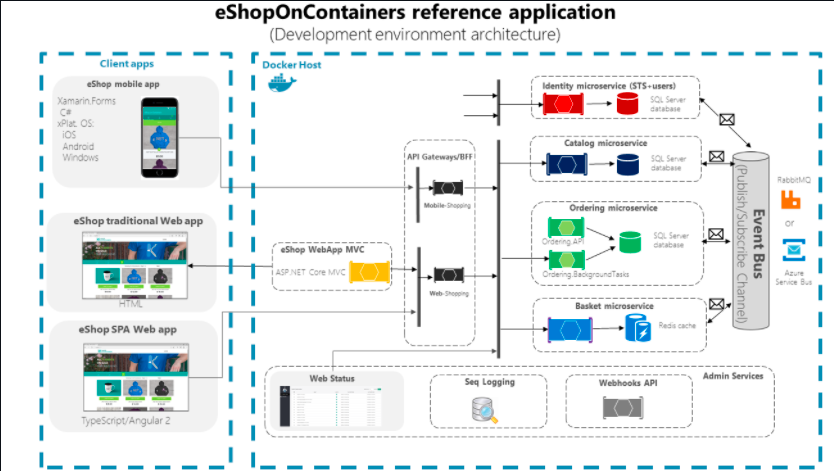 eShopOnContainers reference application
(Development environment architecture)
Client apps
eShop mobile app
Xamarin.Forms
C#
xPlat. OS:
iOS
Android
Windows
eShop traditional Web app
HTML
eShop SPA Web app
TypeScript/Angular 2
Docker Host
API Gateways/BFF
Mobile-Shopping
eShop WebApp MVC
ASP.NET Core MVC
Web-Shopping
Identity microservice (STS+users)
SQL Server
database
Catalog microservice
SQL Server
database
Ordering microservice
Ordering.API
SQL Server
database
Ordering.BackgroundTasks
Basket microservice
Redis cache
Event Bus
(Publish/Subscribe Channel)
RabbitMQ
or
Azure
Service Bus
Admin Services
Web Status
Seq Logging
Webhooks API